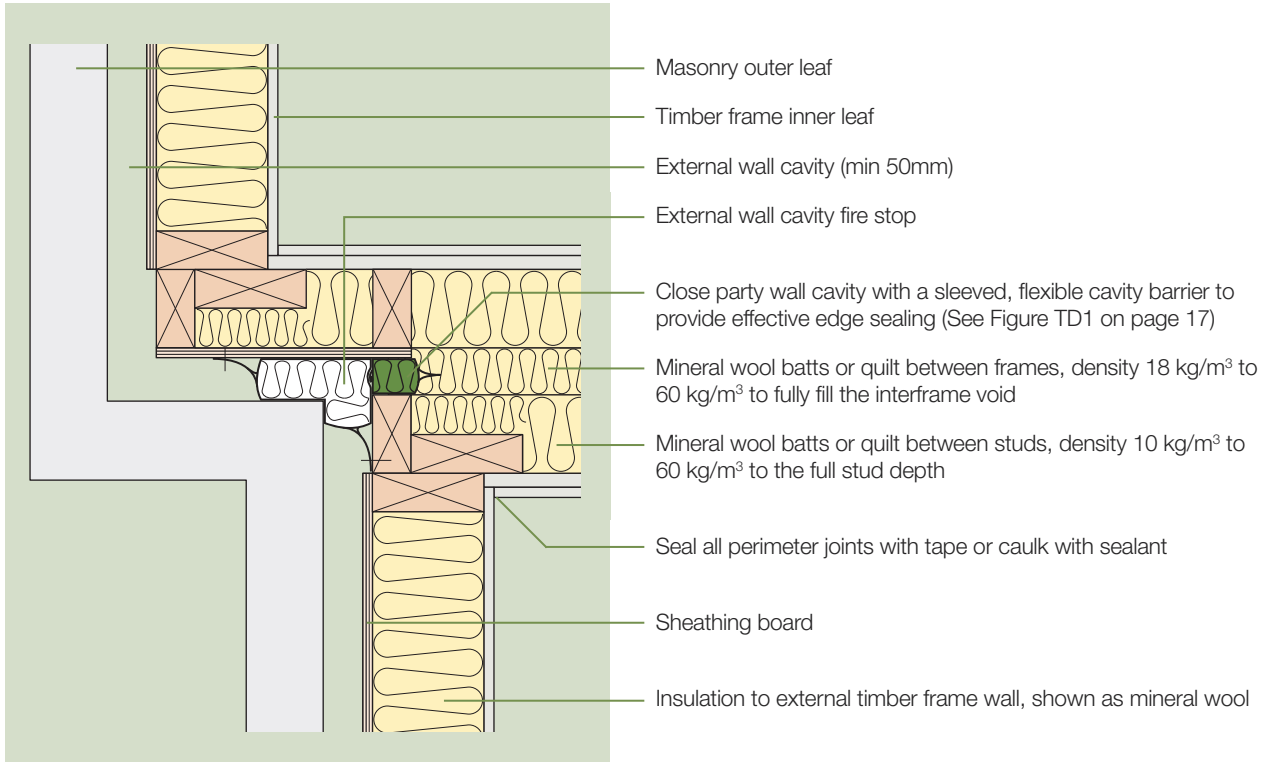 Masonry outer leaf
Timber frame inner leaf
External wall cavity (min 50mm)
External wall cavity fire stop
Close party wall cavity with a sleeved, flexible cavity barrier to
provide effective edge sealing (See Figure TD1 on page 17)
Mineral wool batts or quilt between frames, density 18 kg/m³ to
60 kg/m³ to fully fill the interframe void
Mineral wool batts or quilt between studs, density 10 kg/m³ to
60 kg/m³ to the full stud depth
Seal all perimeter joints with tape or caulk with sealant
Sheathing board
Insulation to external timber frame wall, shown as mineral wool